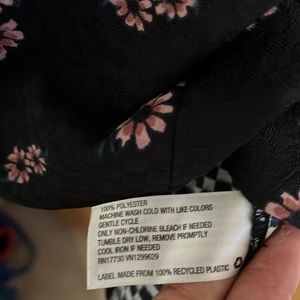 100% POLYESTER
MACHINE WASH COLD WITH LIKE COLORS
GENTLE CYCLE
ONLY NON-CHLORINE BLEACH IF NEEDED
TUMBLE DRY LOW, REMOVE PROMPTLY
COOL IRON IF NEEDED
RN17730 VN1299629
LABEL MADE FROM 100% RECYCLED PLASTIC